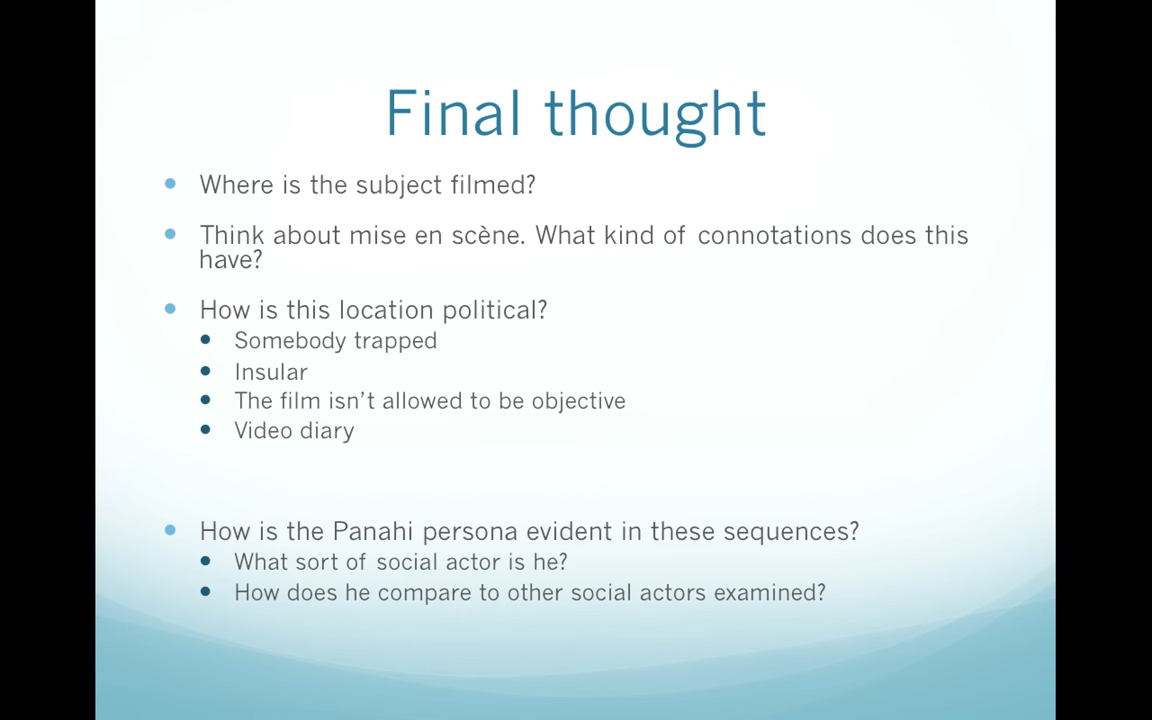 Final thought
Where is the subject filmed?
Think about mise en scène. What kind of connotations does this
have?
How is this location political?
Somebody trapped
Insular
The film isn’t allowed to be objective
Video diary
How is the Panahi persona evident in these sequences?
What sort of social actor is he?
How does he compare to other social actors examined?